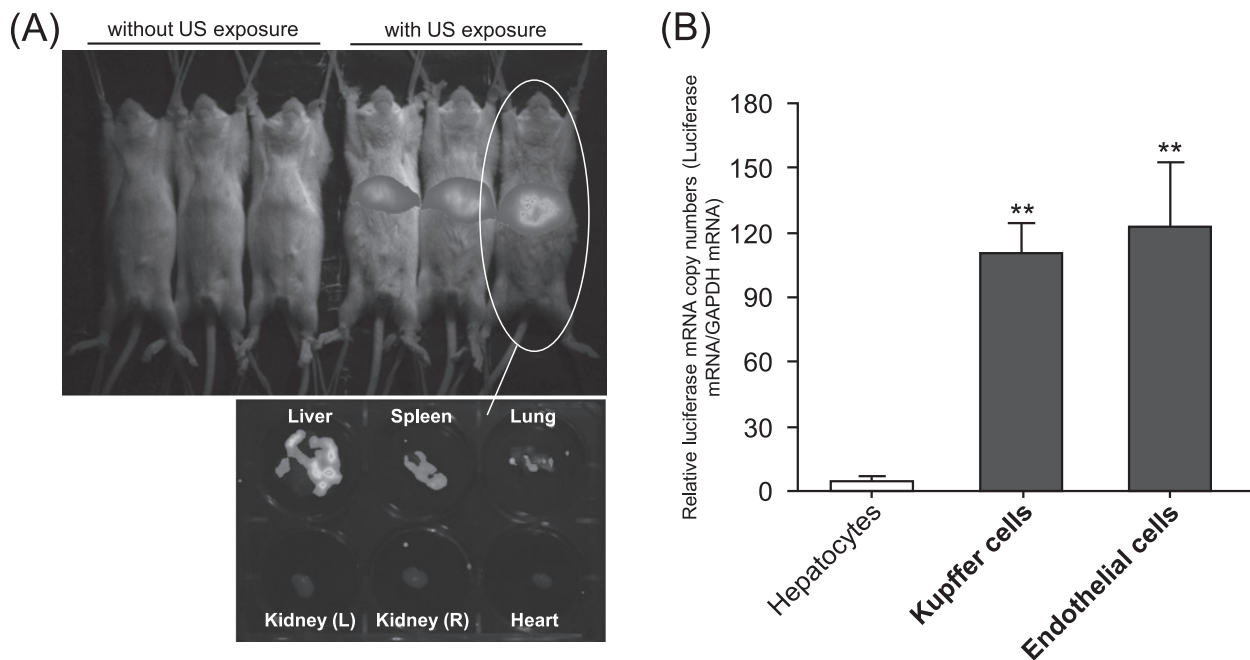 (A)
without US exposure
with US exposure
Liver
Spleen
Lung
Kidney (L)
Kidney (R)
Heart
(B)
Relative luciferase mRNA copy numbers (Luciferase
mRNA/GAPDH mRNA)
180
150
120
90
60
30
0
**
**
Hepatocytes
Kupffer cells
Endothelial cells